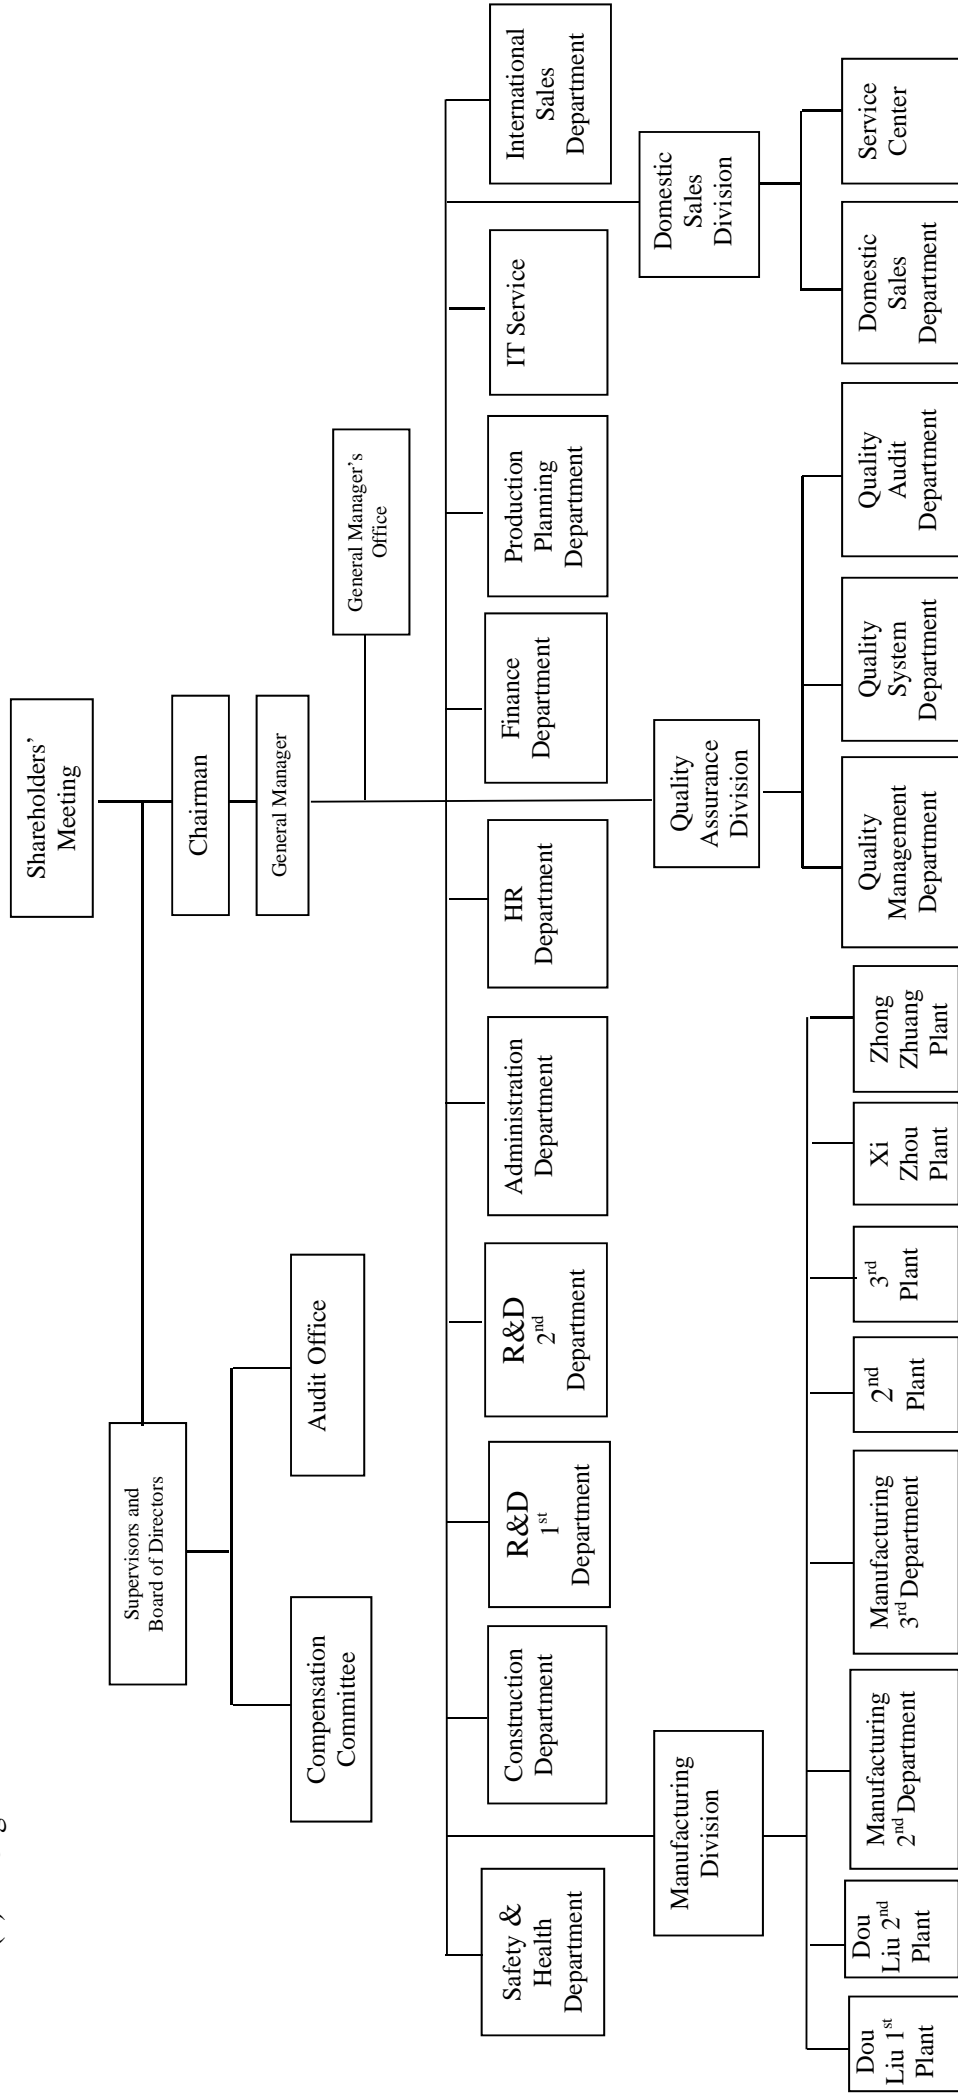 Shareholders'
Meeting
Supervisors and
Board of Directors
Chairman
General Manager
Compensation
Committee
Audit Office
General Manager's
Office
Safety &
Health
Department
Construction
Department
R&D
1st
Department
R&D
2nd
Department
Administration
Department
HR
Department
Finance
Department
Production
Planning
Department
IT Service
International
Sales
Department
Manufacturing
Division
Quality
Assurance
Division
Domestic
Sales
Division
Dou
Liu 1st
Plant
Dou
Liu 2nd
Plant
Manufacturing
2nd Department
Manufacturing
3rd Department
2nd
Plant
3rd
Plant
Xi
Zhou
Plant
Zhong
Zhuang
Plant
Quality
Management
Department
Quality
System
Department
Quality
Audit
Department
Domestic
Sales
Department
Service
Center